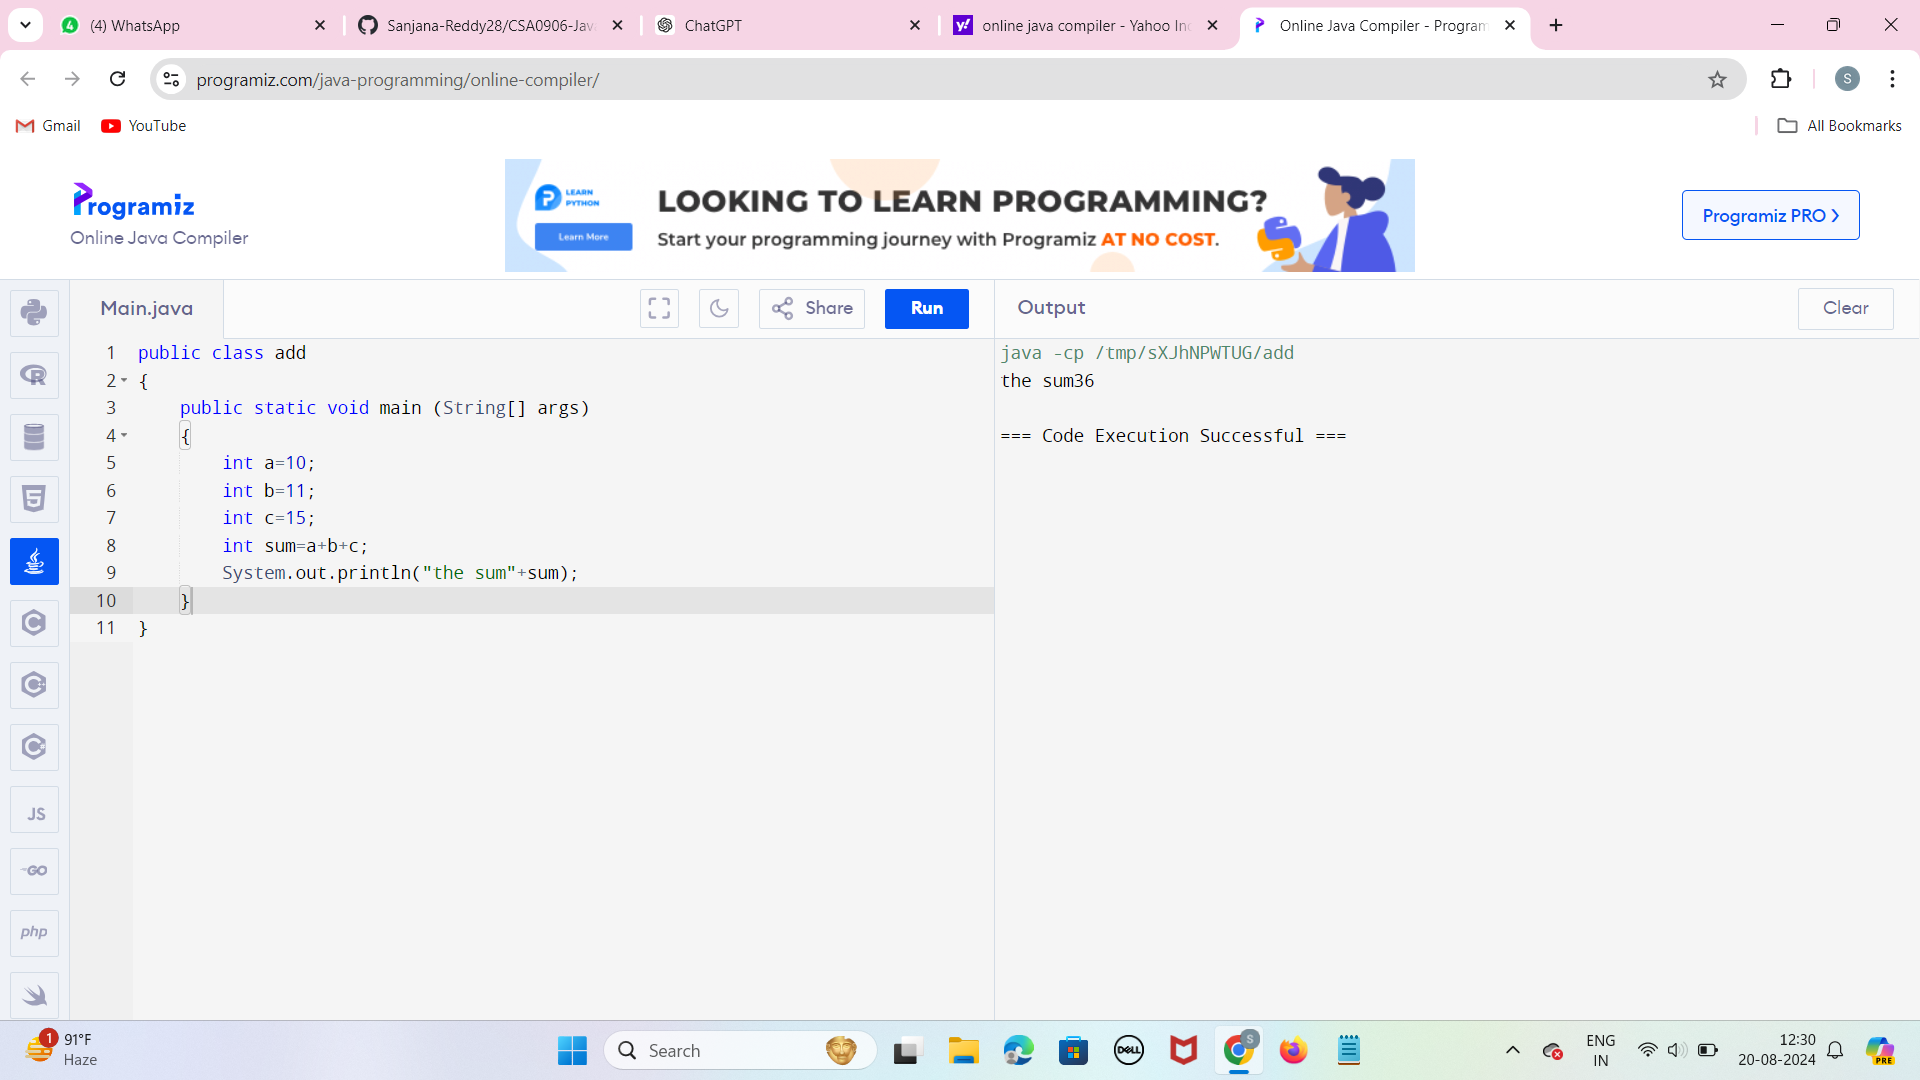 (4) WhatsApp
Sanjana-Reddy28/CSA0906-Java
ChatGPT
online java compiler - Yahoo Inc
Online Java Compiler - Program
programiz.com/java-programming/online-compiler/
S
Gmail
YouTube
All Bookmarks
Programiz
Online Java Compiler
LEARN
PYTHON
Learn More
LOOKING TO LEARN PROGRAMMING?
Start your programming journey with Programiz AT NO COST.
Programiz PRO
Main.java
Share
Run
Output
Clear
1 public class add
2 {
3 public static void main (String[] args)
4 {
5 int a=10;
6 int b=11;
7 int c=15;
8 int sum=a+b+c;
9 System.out.println("the sum"+sum);
10 }
11 }
java -cp /tmp/sXJhNPWTUG/add
the sum36
=== Code Execution Successful ===
R
5
C
C
C
JS
GO
php
1
91°F
Haze
Search
DELL
S
ENG
IN
12:30
20-08-2024
PRE